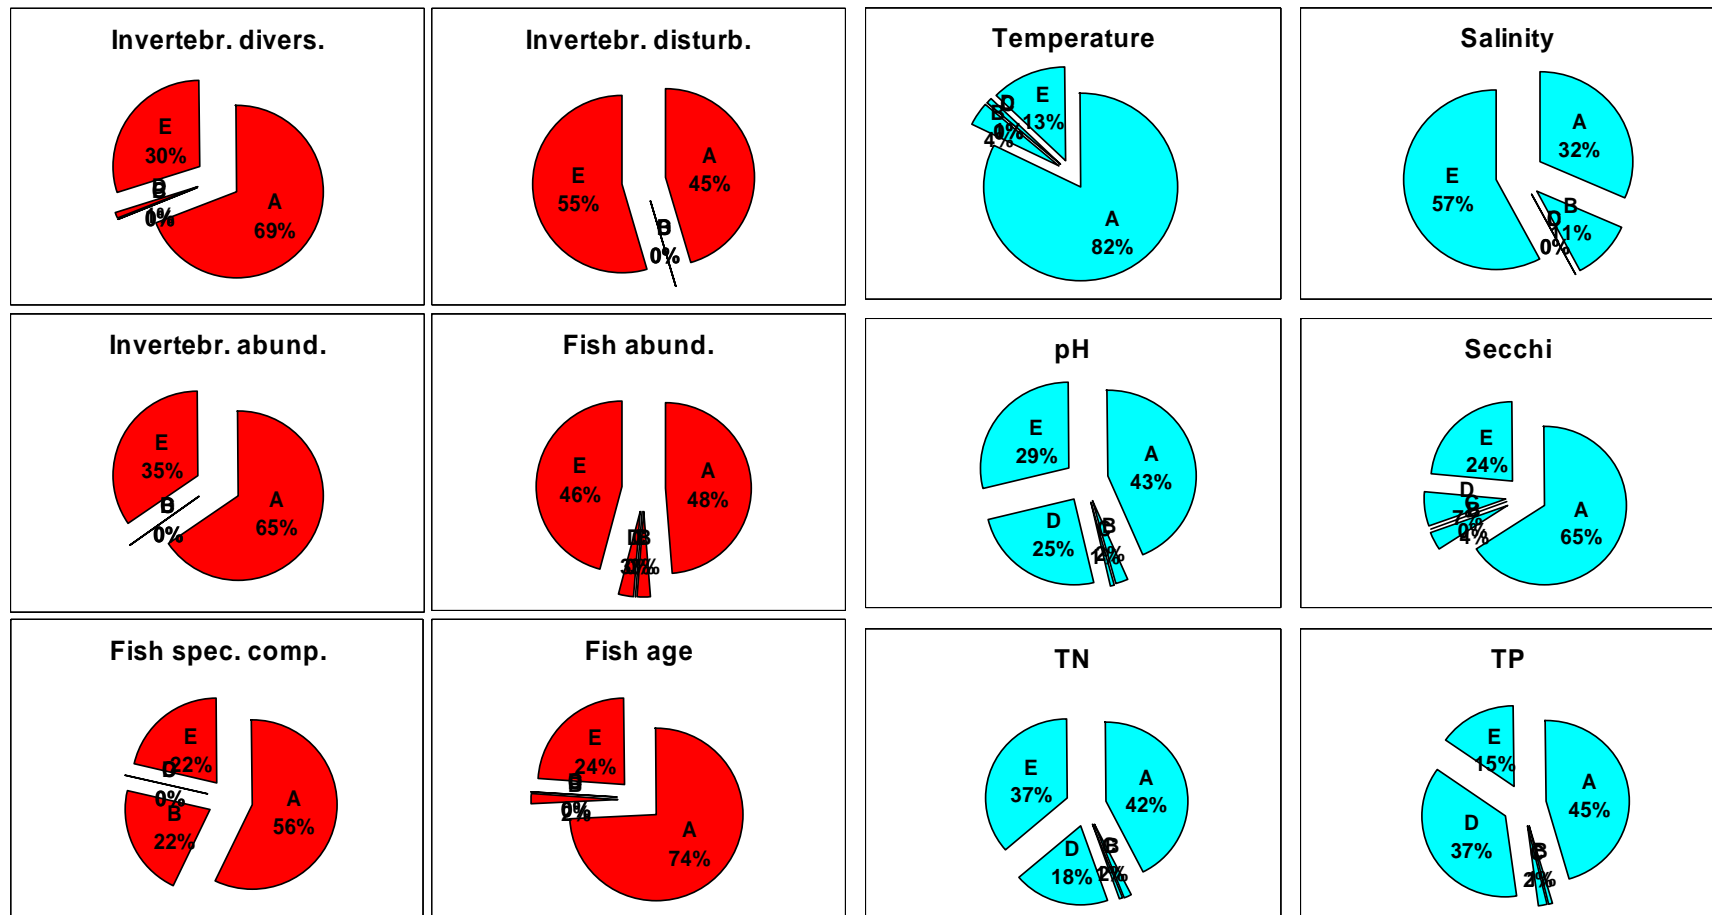 Invertebr. divers.
E
30%
A
69%
Invertebr. disturb.
E
55%
A
45%
0%
Temperature
E
13%
D
4%
A
82%
Salinity
A
32%
E
57%
B
11%
D
0%
Invertebr. abund.
E
35%
A
65%
0%
Fish abund.
E
46%
A
48%
pH
E
29%
A
43%
D
25%
B
2%
Secchi
E
24%
D
A
65%
4%
Fish spec. comp.
E
22%
D
0%
B
22%
A
56%
Fish age
E
24%
A
74%
TN
E
37%
A
42%
D
18%
TP
E
15%
A
45%
D
37%